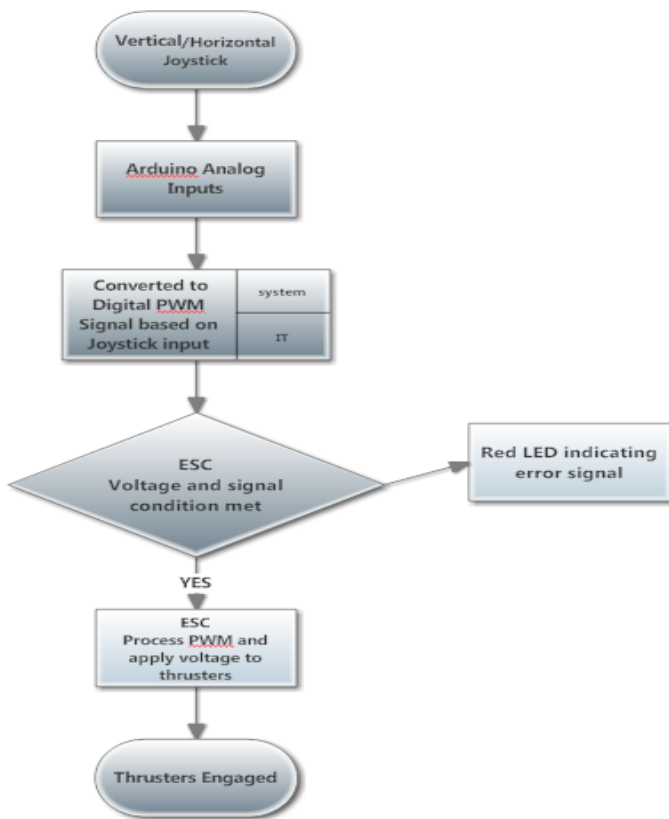 Vertical/Horizontal
Joystick
Arduino Analog
Inputs
Converted to
Digital PWM
Signal based on
Joystick input
system
IT
ESC
Voltage and signal
condition met
Red LED indicating
error signal
YES
ESC
Process PWM and
apply voltage to
thrusters
Thrusters Engaged